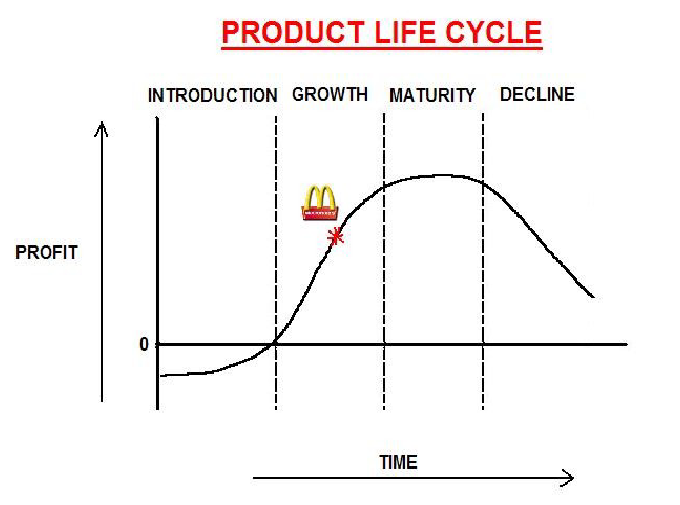 PRODUCT LIFE CYCLE
INTRODUCTION GROWTH MATURITY DECLINE
PROFIT
0
TIME